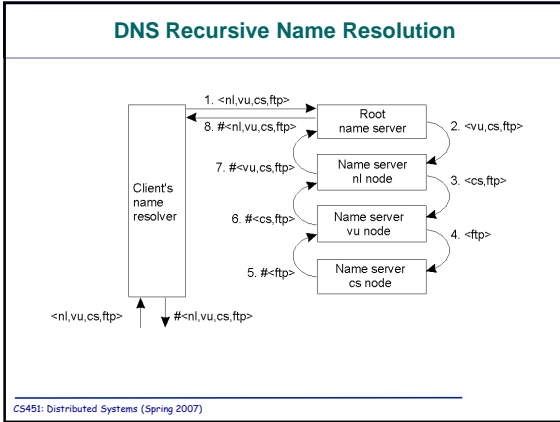 DNS Recursive Name Resolution
1. <nl,vu,cs,ftp>
8. #<nl,vu,cs,ftp>
Root
name server
2. <vu,cs,ftp>
7. #<vu,cs,ftp>
Name server
nl node
3. <cs,ftp>
Client's
name
resolver
6. #<cs,ftp>
Name server
vu node
4. <ftp>
5. #<ftp>
Name server
cs node
<nl,vu,cs,ftp>
#<nl,vu,cs,ftp>
CS451: Distributed Systems (Spring 2007)